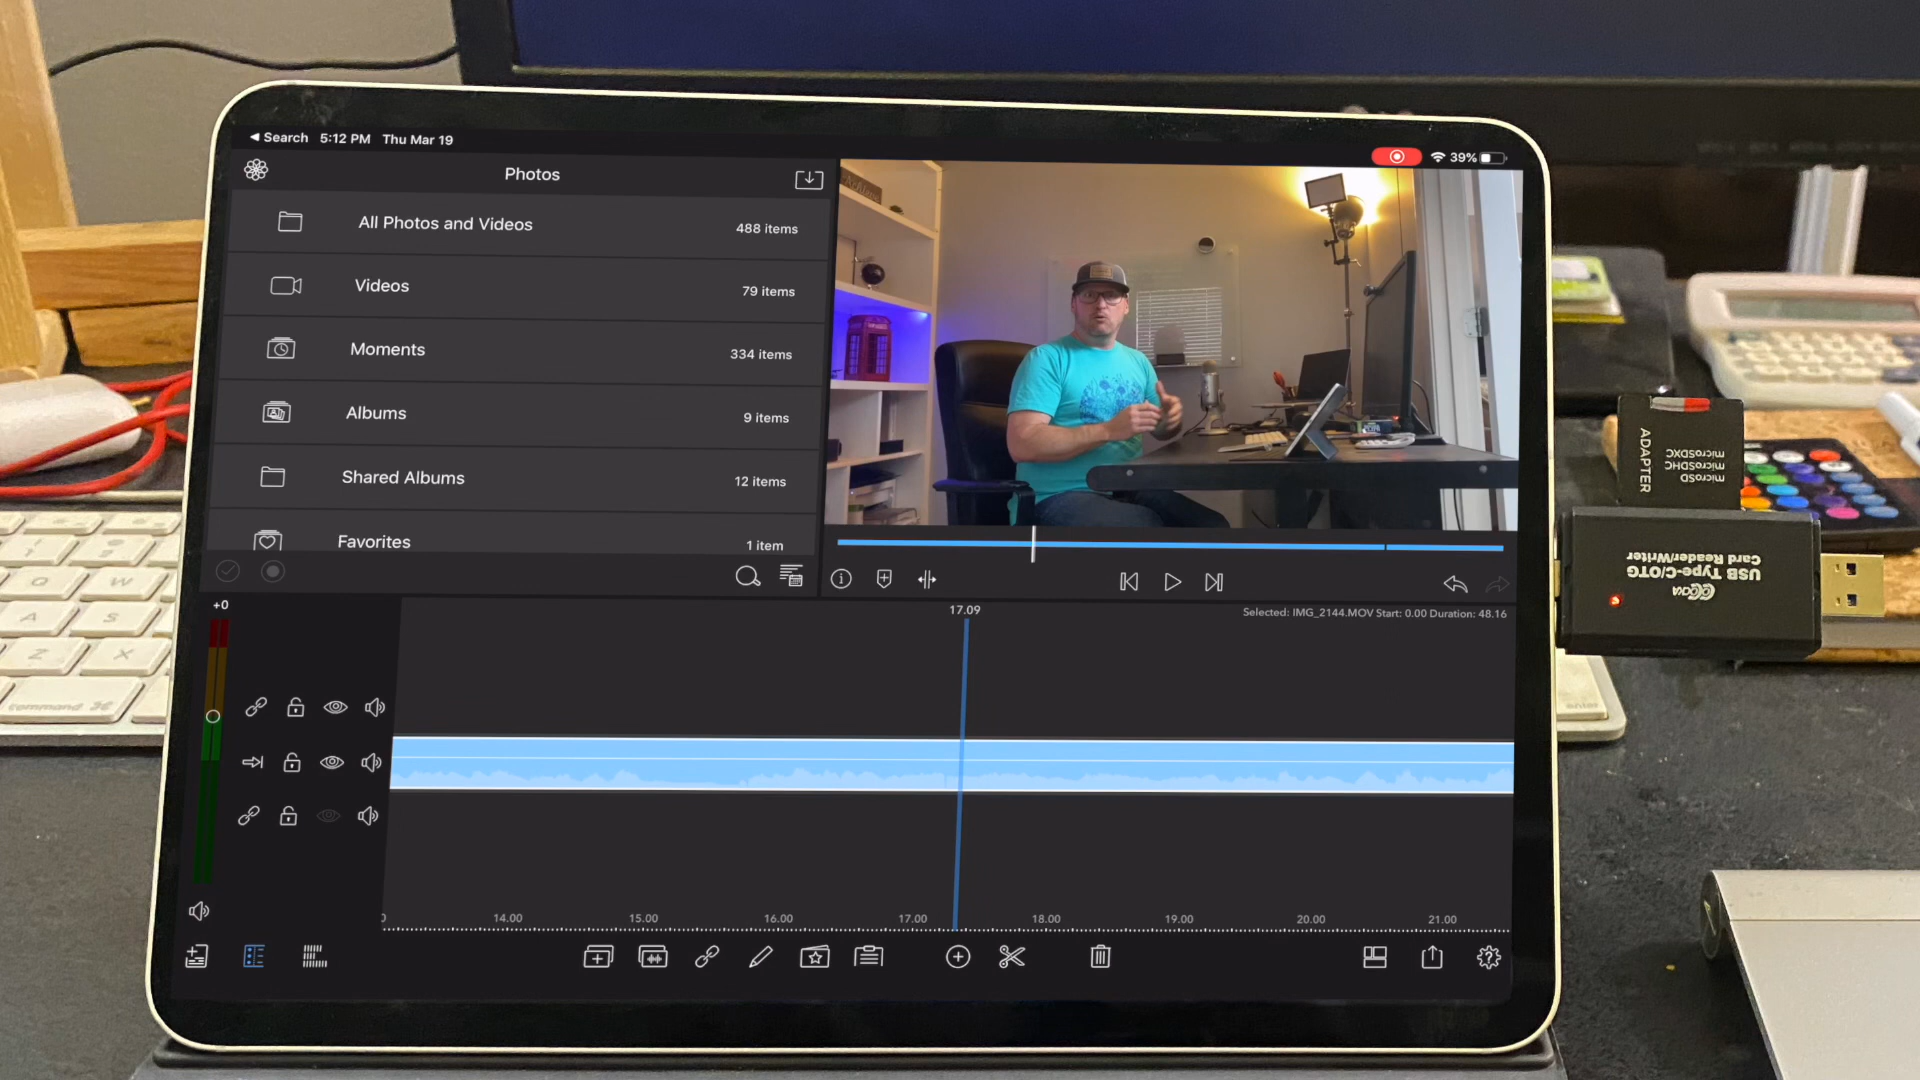 ◀ Search 5:12 PM Thu Mar 19
39%
Photos
All Photos and Videos 488 items
Videos 79 items
Moments 334 items
Albums 9 items
Shared Albums 12 items
Favorites 1 item
+0
17.09
Selected: IMG_2144.MOV Start: 0.00 Duration: 48.16
14.00 15.00 16.00 17.00 18.00 19.00 20.00 21.00
ADAPTER
microSD
microSDHC
microSDXC
USB Type-C/OTG
Card Reader/Writer
Q W
A S
Z X
command ⌘
enter